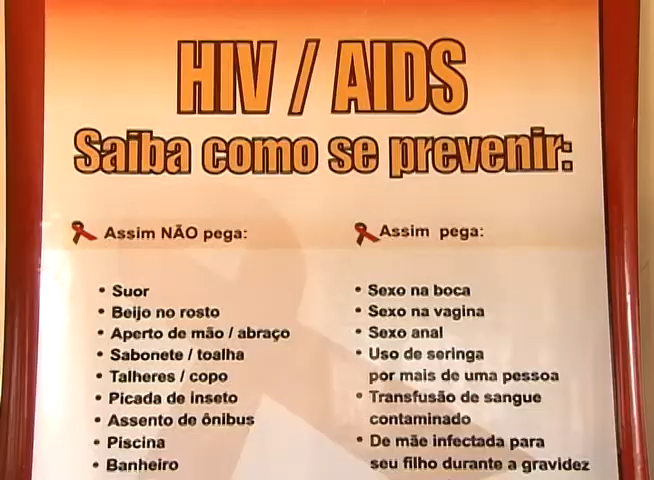 HIV / AIDS
Saiba como se prevenir:
Assim NÃO pega:
• Suor
• Beijo no rosto
• Aperto de mão / abraço
• Sabonete / toalha
• Talheres / copo
• Picada de inseto
• Assento de ônibus
• Piscina
• Banheiro
Assim pega:
• Sexo na boca
• Sexo na vagina
• Sexo anal
• Uso de seringa
por mais de uma pessoa
• Transfusão de sangue
contaminado
• De mãe infectada para
seu filho durante a gravidez